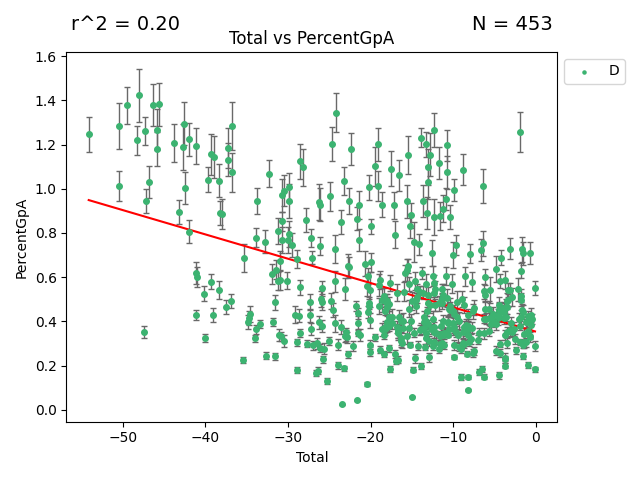 r^2 = 0.20
N = 453
Total vs PercentGpA
D
PercentGpA
1.6
1.4
1.2
1.0
0.8
0.6
0.4
0.2
0.0
−50
−40
−30
−20
−10
0
Total